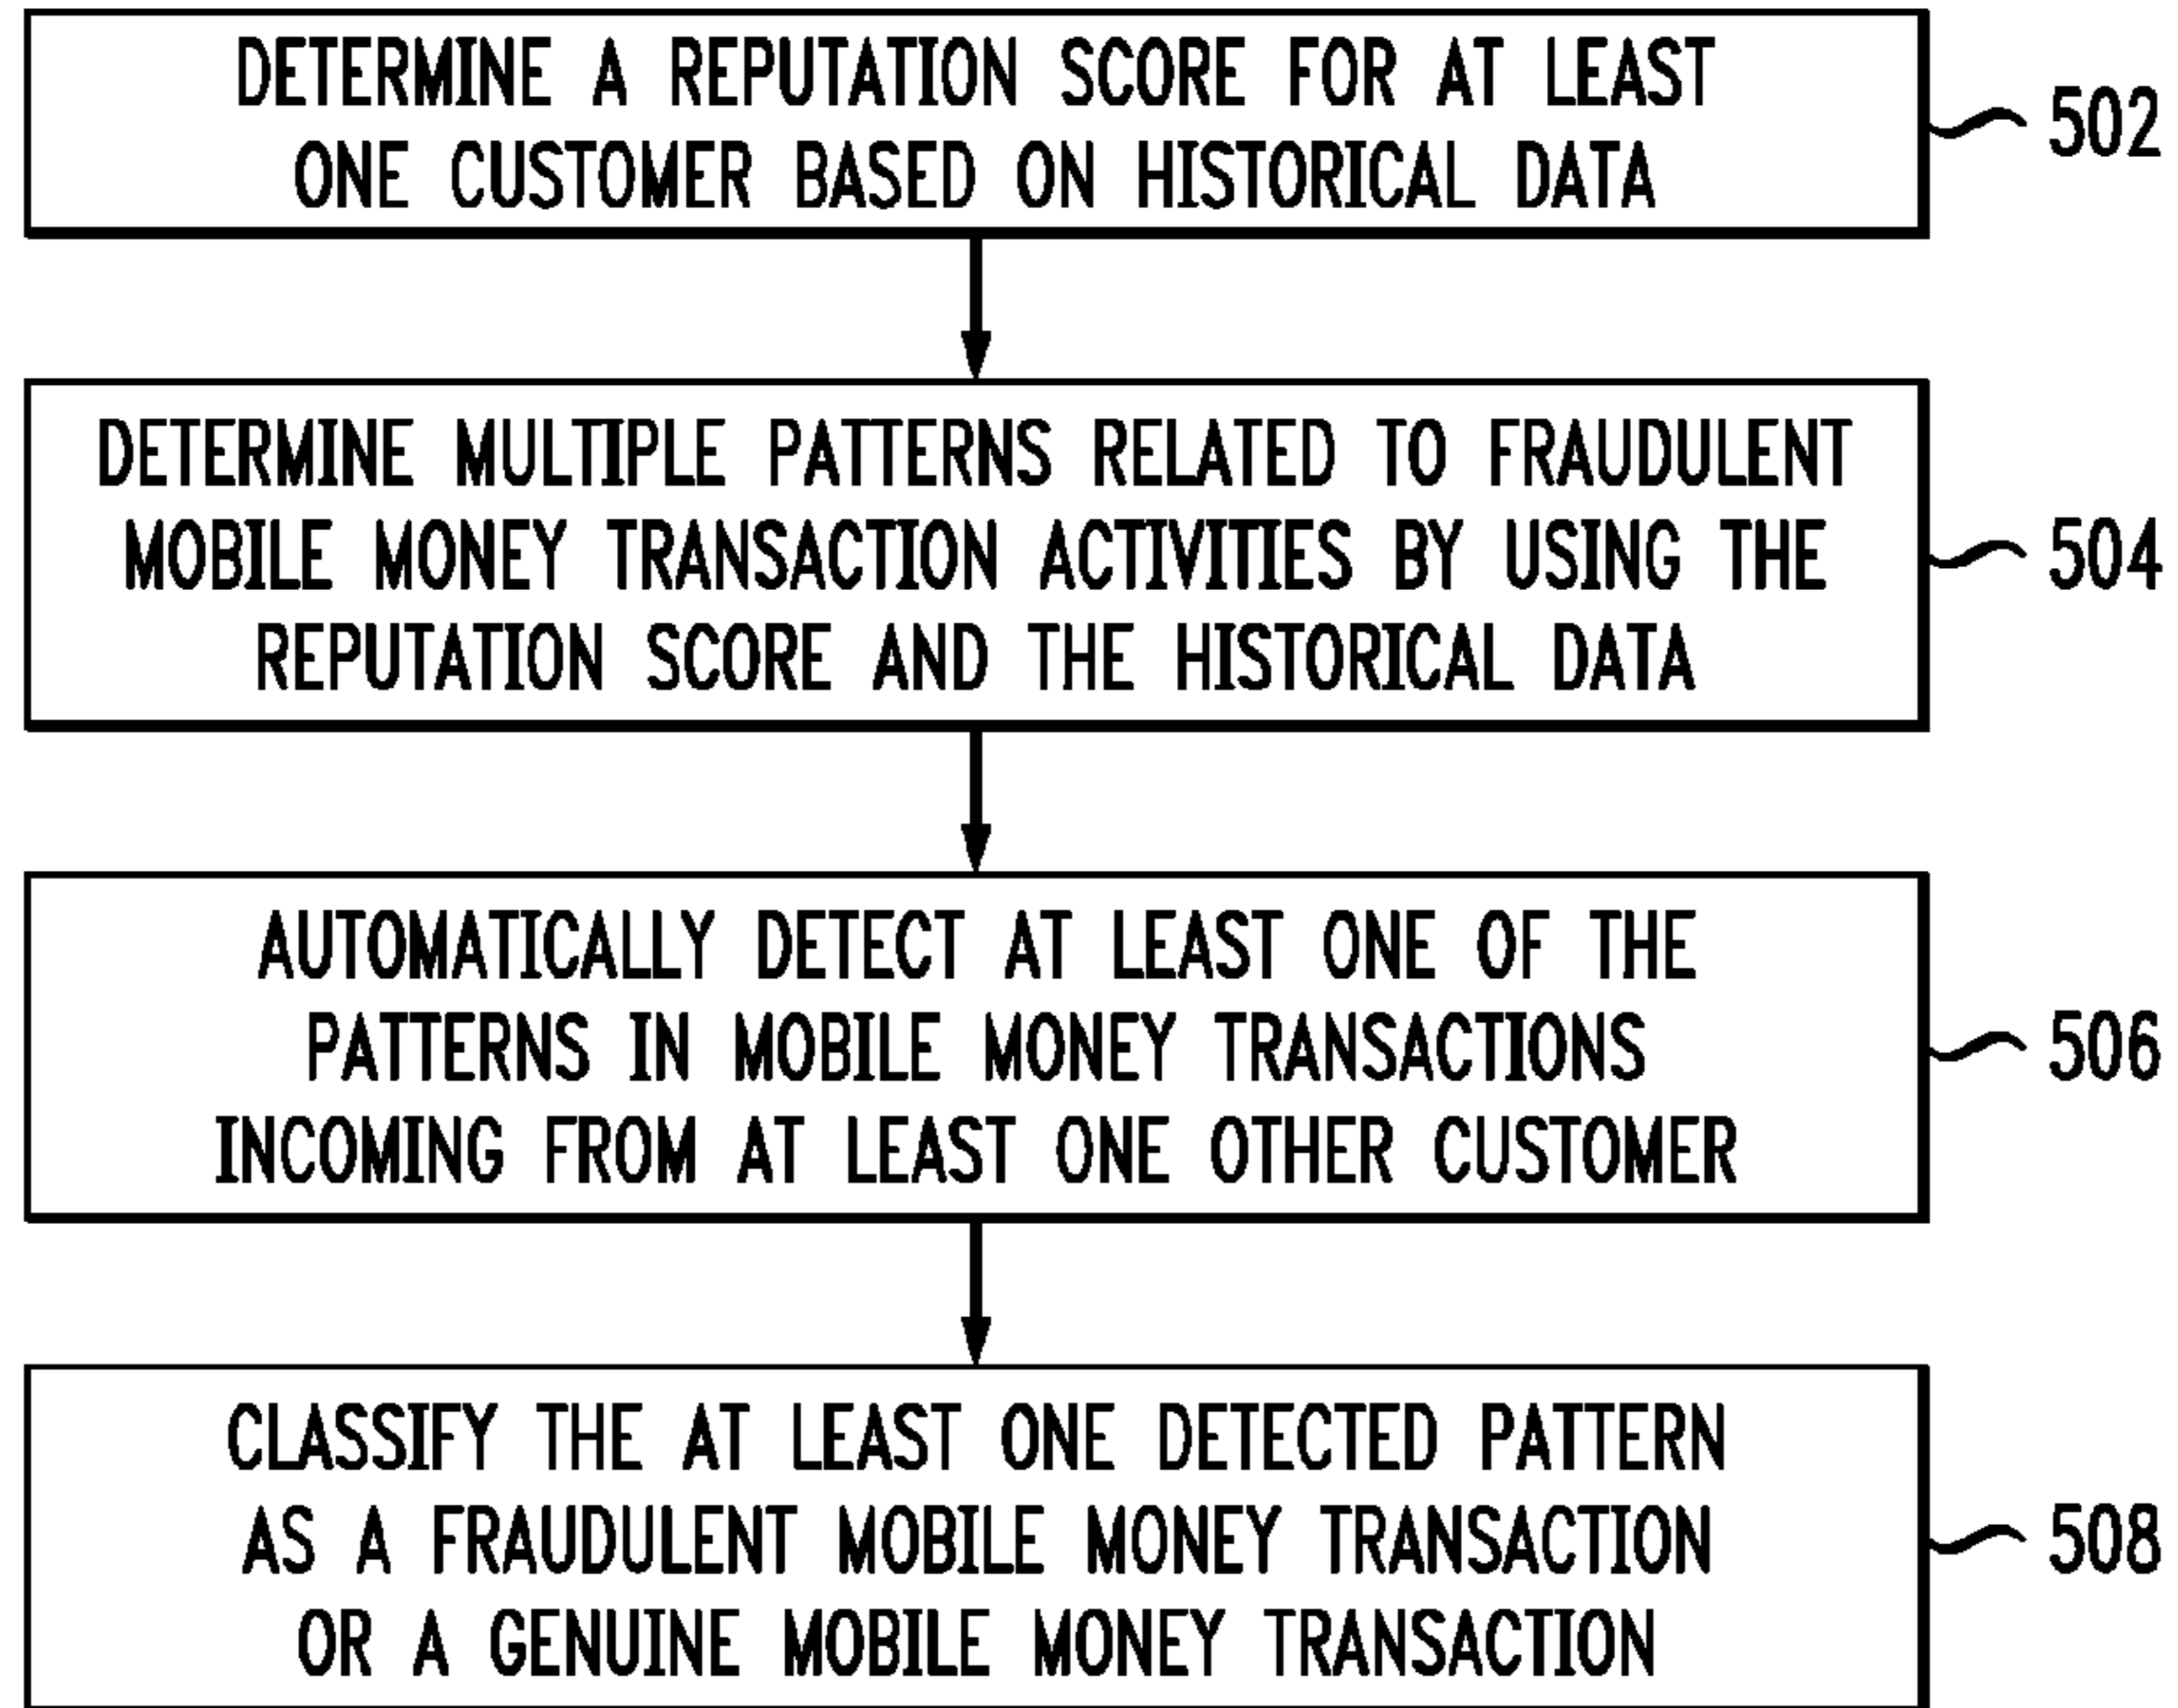 DETERMINE A REPUTATION SCORE FOR AT LEAST
ONE CUSTOMER BASED ON HISTORICAL DATA
502
DETERMINE MULTIPLE PATTERNS RELATED TO FRAUDULENT
MOBILE MONEY TRANSACTION ACTIVITIES BY USING THE
REPUTATION SCORE AND THE HISTORICAL DATA
504
AUTOMATICALLY DETECT AT LEAST ONE OF THE
PATTERNS IN MOBILE MONEY TRANSACTIONS
INCOMING FROM AT LEAST ONE OTHER CUSTOMER
506
CLASSIFY THE AT LEAST ONE DETECTED PATTERN
AS A FRAUDULENT MOBILE MONEY TRANSACTION
OR A GENUINE MOBILE MONEY TRANSACTION
508